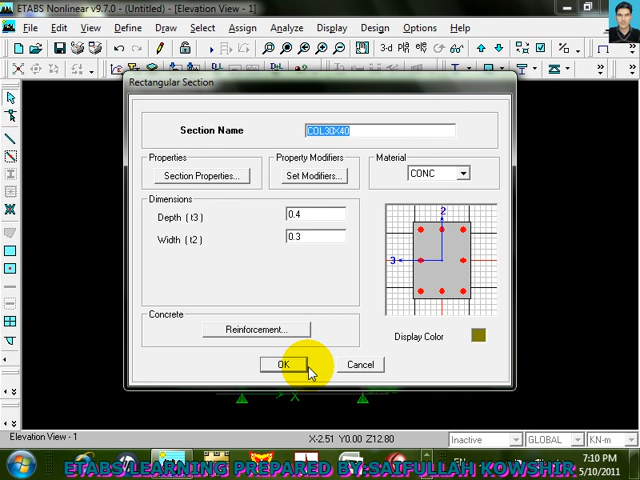 ETABS Nonlinear v9.7.0 - (Untitled) - [Elevation View - 1]
File Edit View Define Draw Select Assign Analyze Display Design Options Help
3-d
Rectangular Section
Section Name COL30X40
Properties
Section Properties...
Property Modifiers
Set Modifiers...
Material
CONC
Dimensions
Depth ( t3 ) 0.4
Width ( t2 ) 0.3
2
3
Concrete
Reinforcement...
Display Color
OK Cancel
X
Elevation View - 1 X-2.51 Y0.00 Z12.80 Inactive GLOBAL KN-m
EN 7:10 PM
ETABS LEARNING PREPARED BY:SAIFULLAH KOWSHIR
5/10/2011